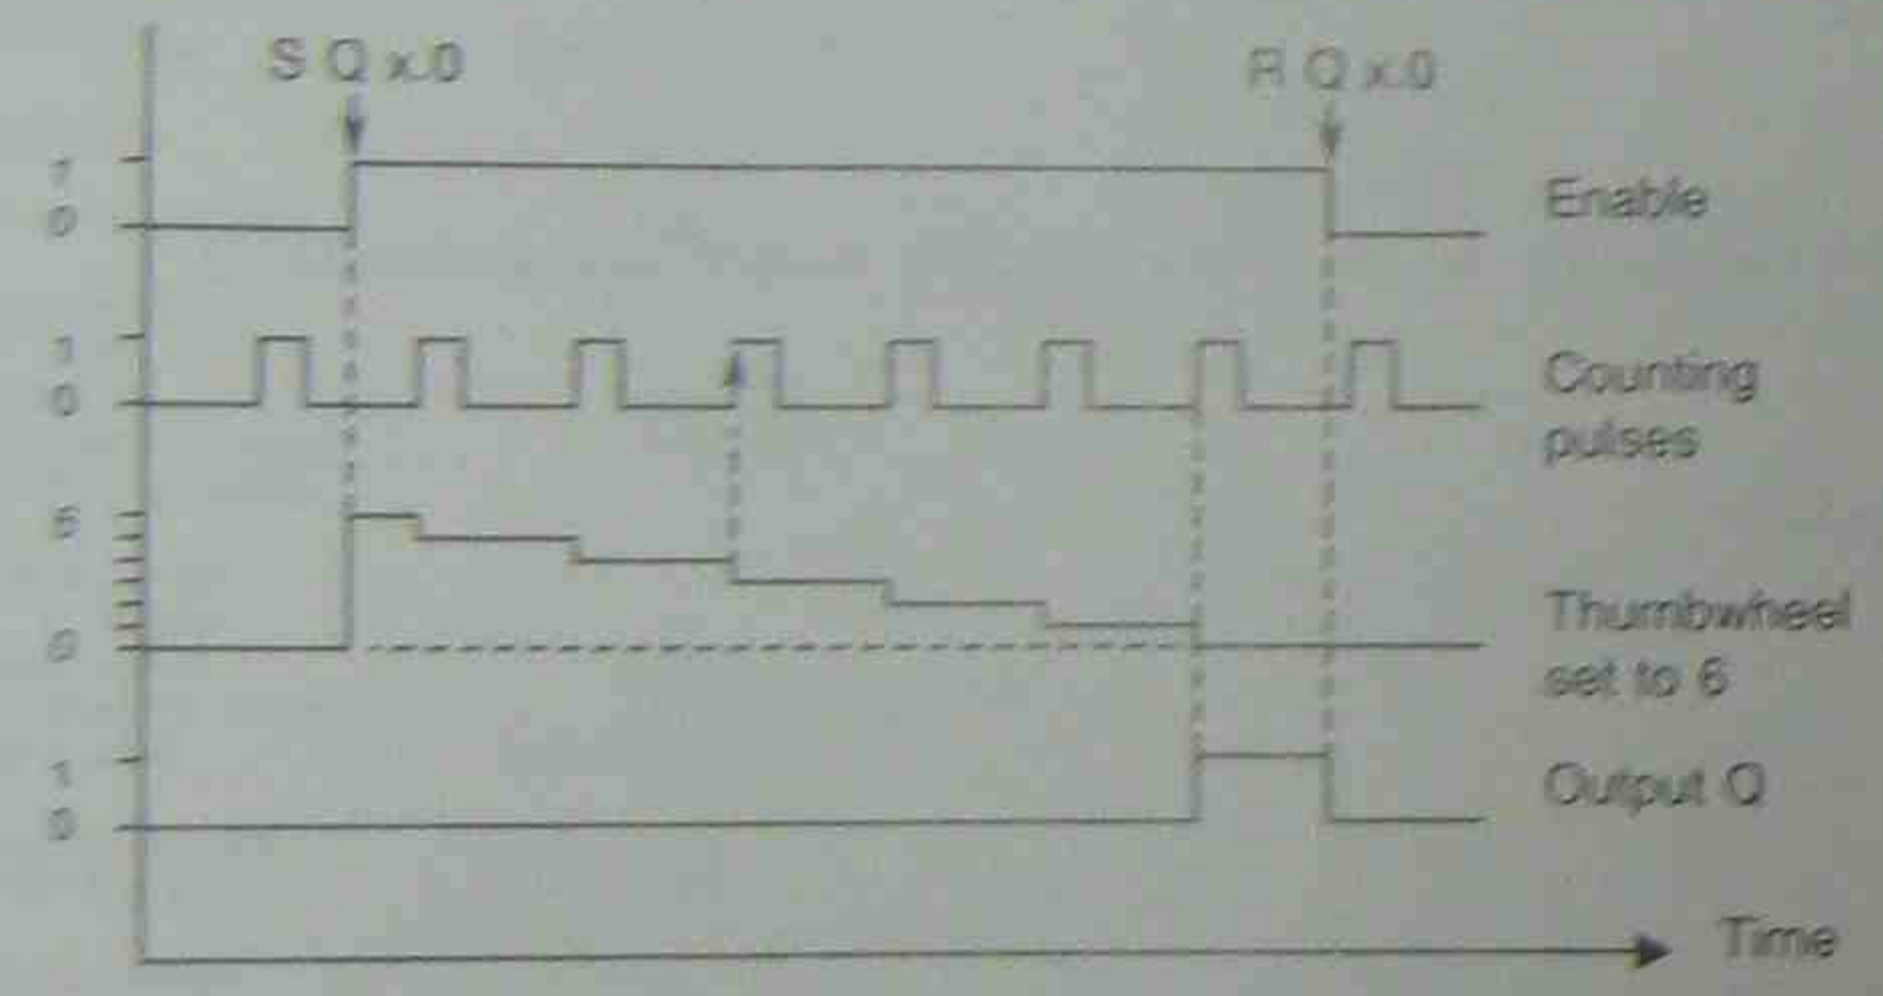 S Q x.0
R Q x.0
1
0
Enable
1
0
Counting
pulses
6
0
Thumbwheel
set to 6
1
0
Output Q
Time